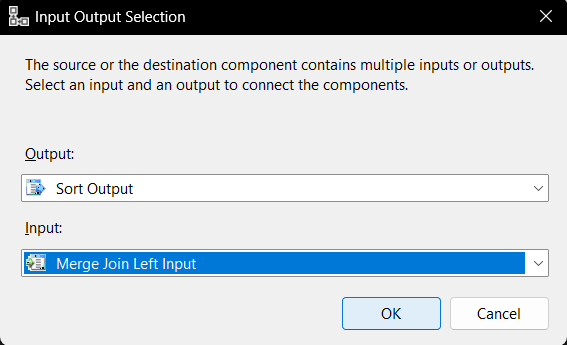 Input Output Selection
The source or the destination component contains multiple inputs or outputs.
Select an input and an output to connect the components.
Output:
Sort Output
Input:
Merge Join Left Input
OK
Cancel